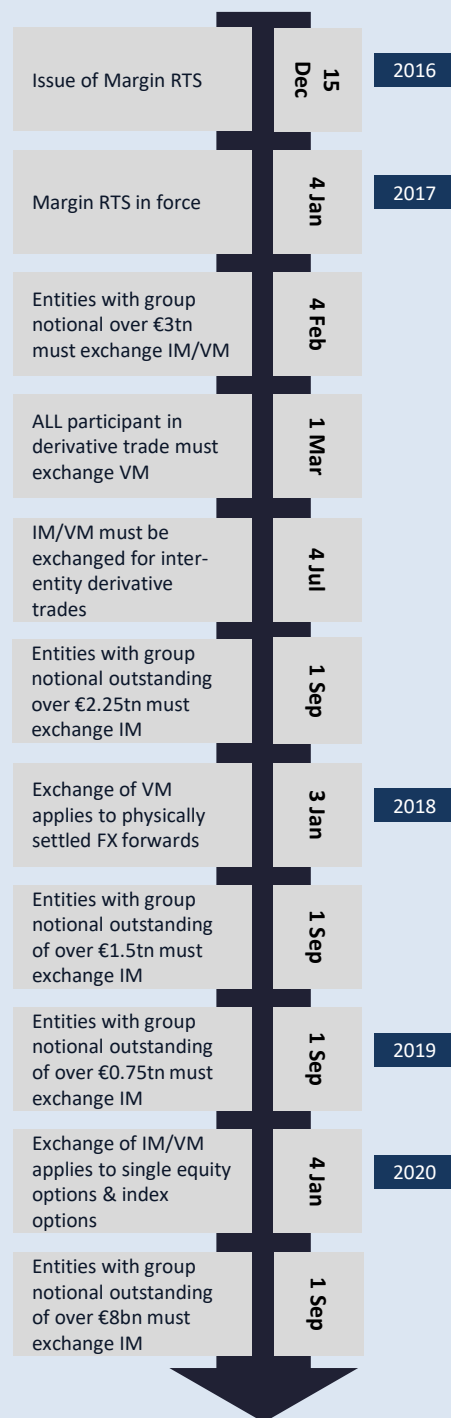 Issue of Margin RTS
15
Dec
2016
Margin RTS in force
4 Jan
2017
Entities with group
notional over €3tn
must exchange IM/VM
4 Feb
ALL participant in
derivative trade must
exchange VM
1 Mar
IM/VM must be
exchanged for inter-
entity derivative
trades
4 Jul
Entities with group
notional outstanding
over €2.25tn must
exchange IM
1 Sep
Exchange of VM
applies to physically
settled FX forwards
3 Jan
2018
Entities with group
notional outstanding
of over €1.5tn must
exchange IM
1 Sep
Entities with group
notional outstanding
of over €0.75tn must
exchange IM
1 Sep
2019
Exchange of IM/VM
applies to single equity
options & index
options
4 Jan
2020
Entities with group
notional outstanding
of over €8bn must
exchange IM
1 Sep